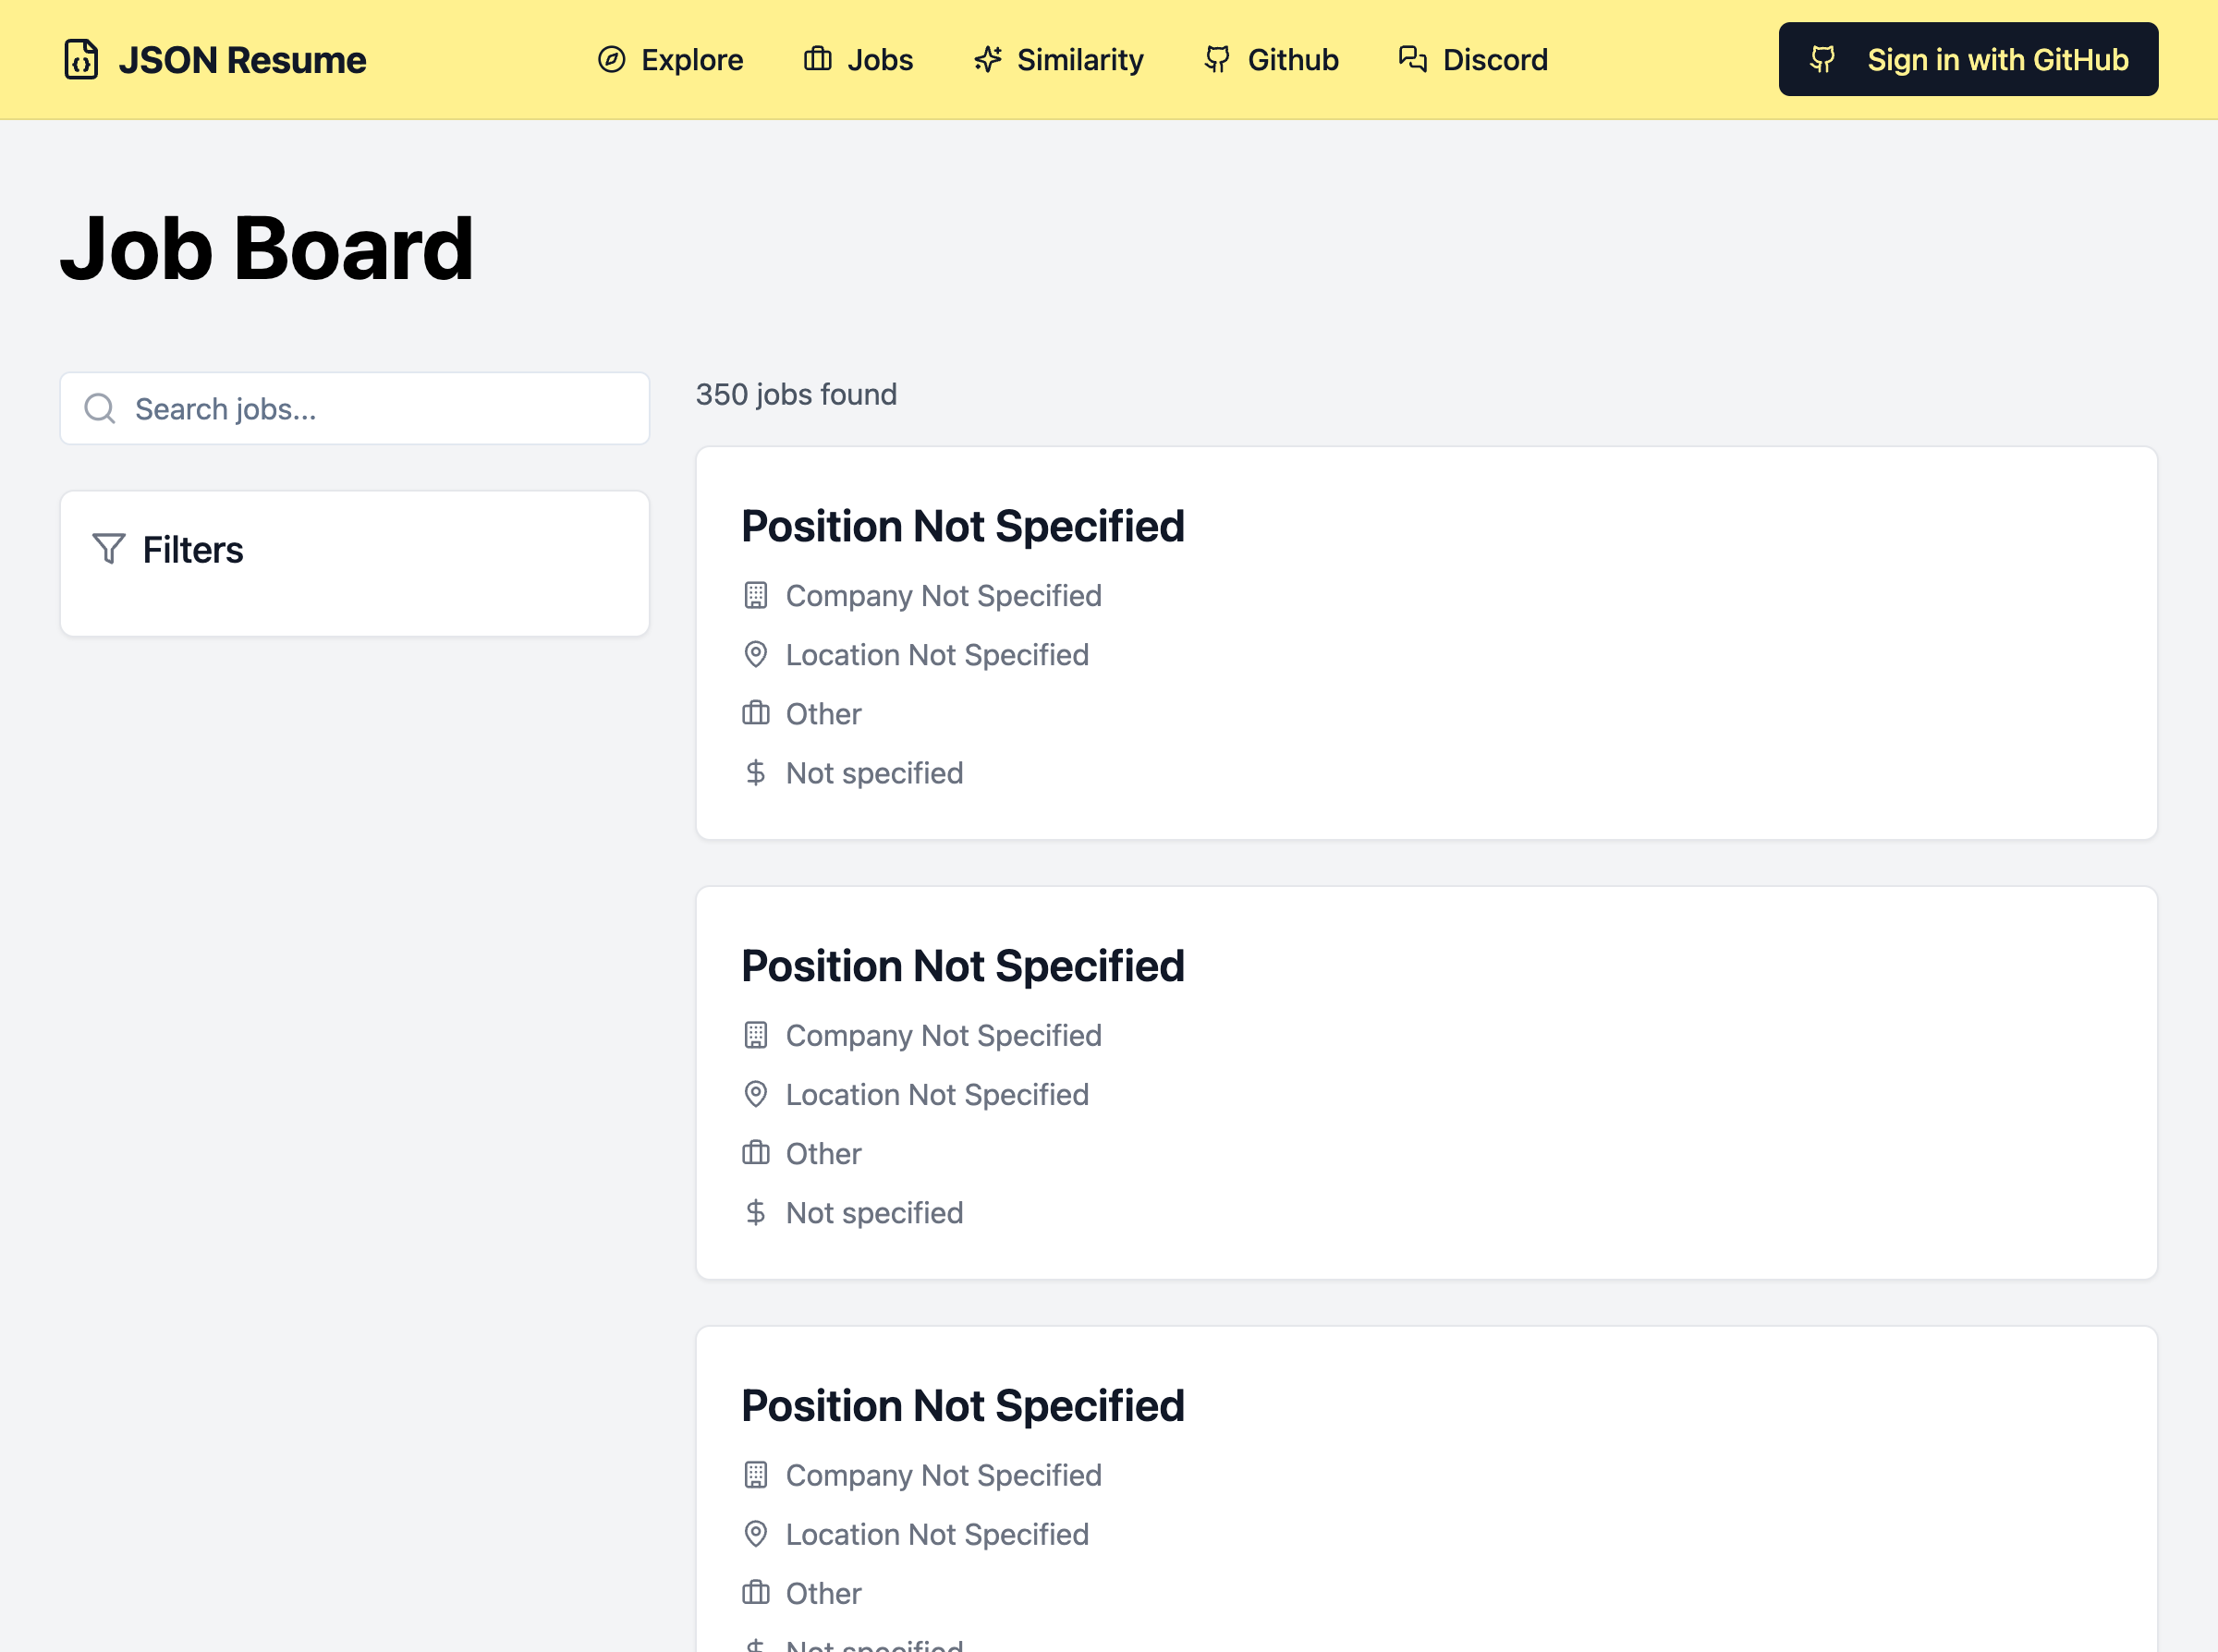 JSON Resume
Explore
Jobs
Similarity
Github
Discord
Sign in with GitHub
Job Board
Search jobs...
Filters
350 jobs found
Position Not Specified
Company Not Specified
Location Not Specified
Other
Not specified
Position Not Specified
Company Not Specified
Location Not Specified
Other
Not specified
Position Not Specified
Company Not Specified
Location Not Specified
Other
Not specified